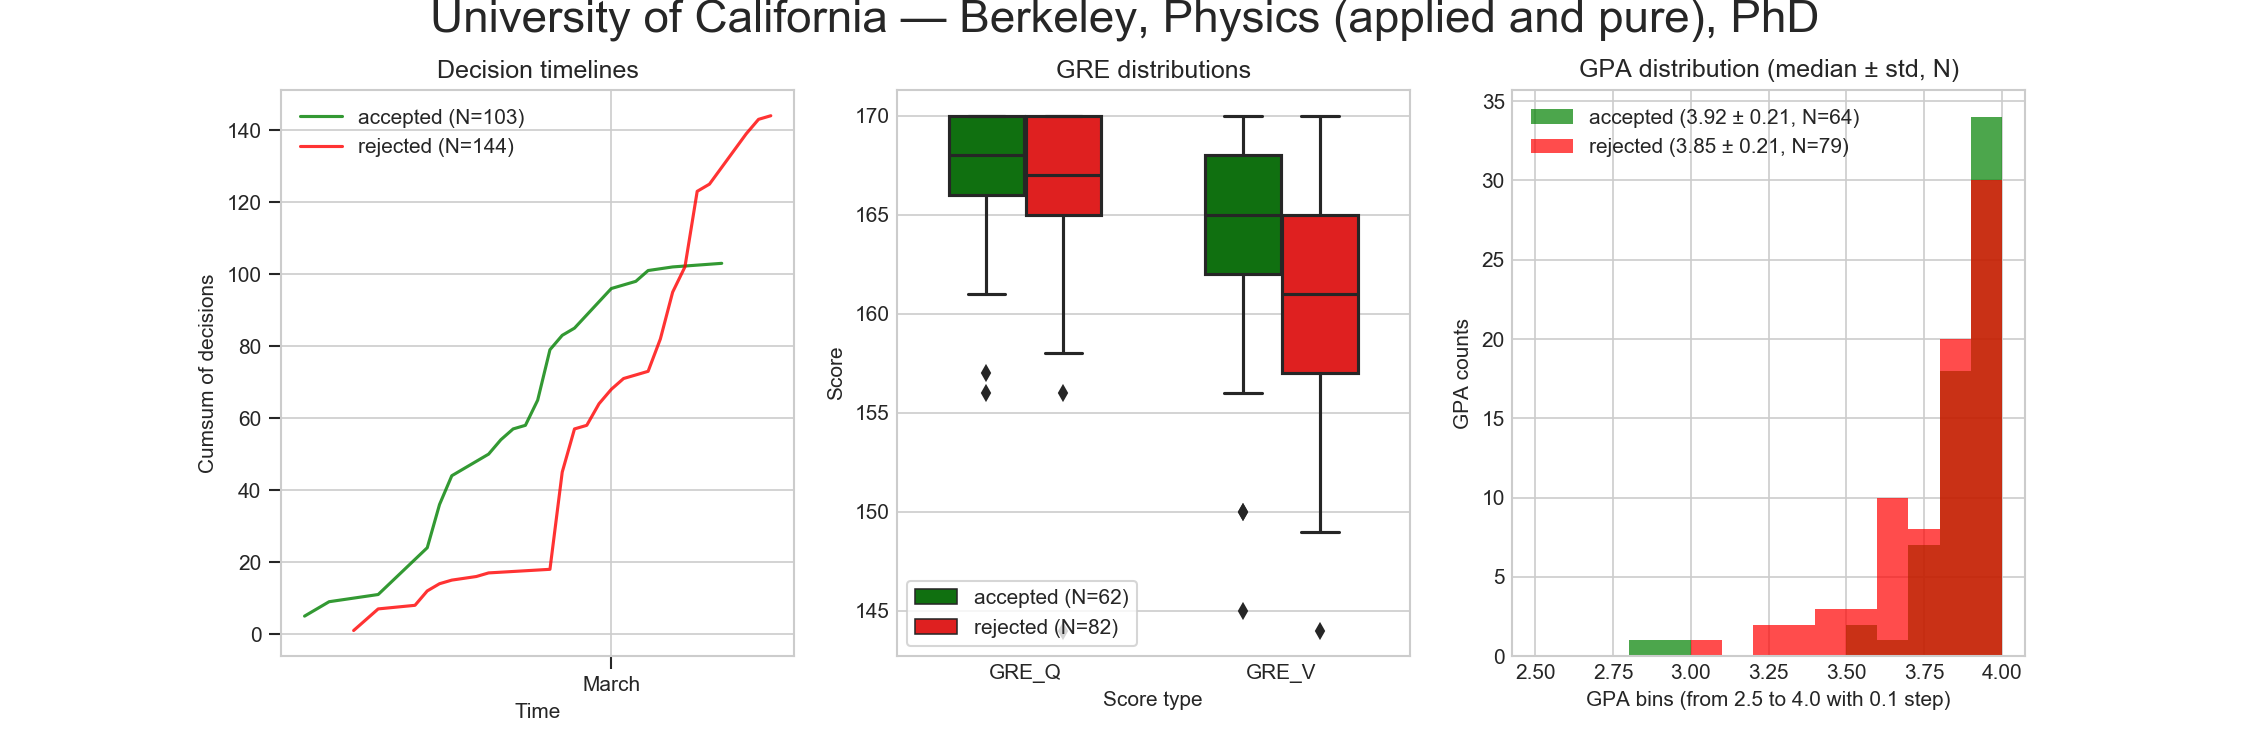 University of California — Berkeley, Physics (applied and pure), PhD
Decision timelines
accepted (N=103)
rejected (N=144)
140
120
100
80
60
40
20
0
Cumsum of decisions
March
Time
GRE distributions
170
165
160
155
150
145
Score
accepted (N=62)
rejected (N=82)
GRE_Q GRE_V
Score type
GPA distribution (median ± std, N)
accepted (3.92 ± 0.21, N=64)
rejected (3.85 ± 0.21, N=79)
35
30
25
20
15
10
5
0
GPA counts
2.50 2.75 3.00 3.25 3.50 3.75 4.00
GPA bins (from 2.5 to 4.0 with 0.1 step)